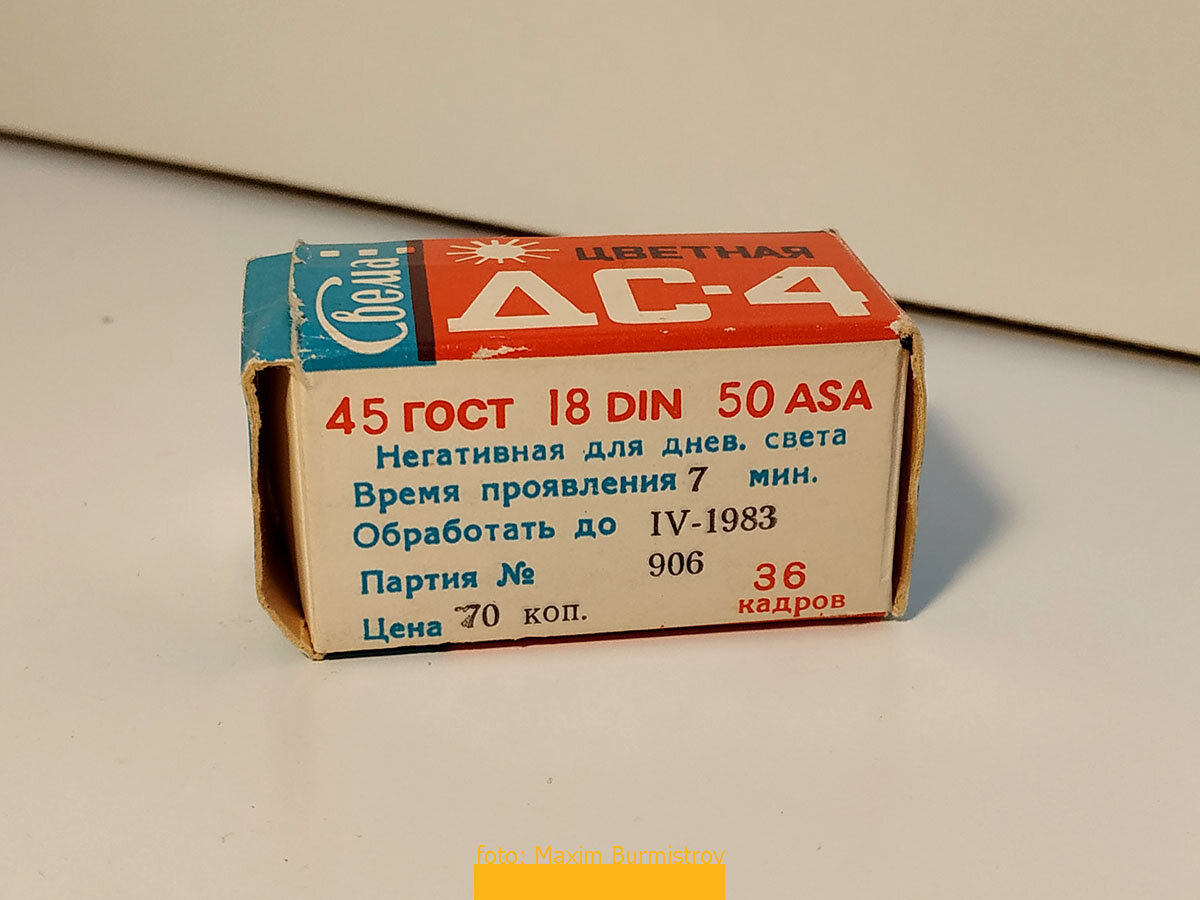 Свема
ЦВЕТНАЯ
ДС-4
45 ГОСТ 18 DIN 50 ASA
Негативная для днев. света
Время проявления 7 мин.
Обработать до IV-1983
Партия № 906
36
кадров
Цена 70 коп.
foto: Maxim Burmistrov